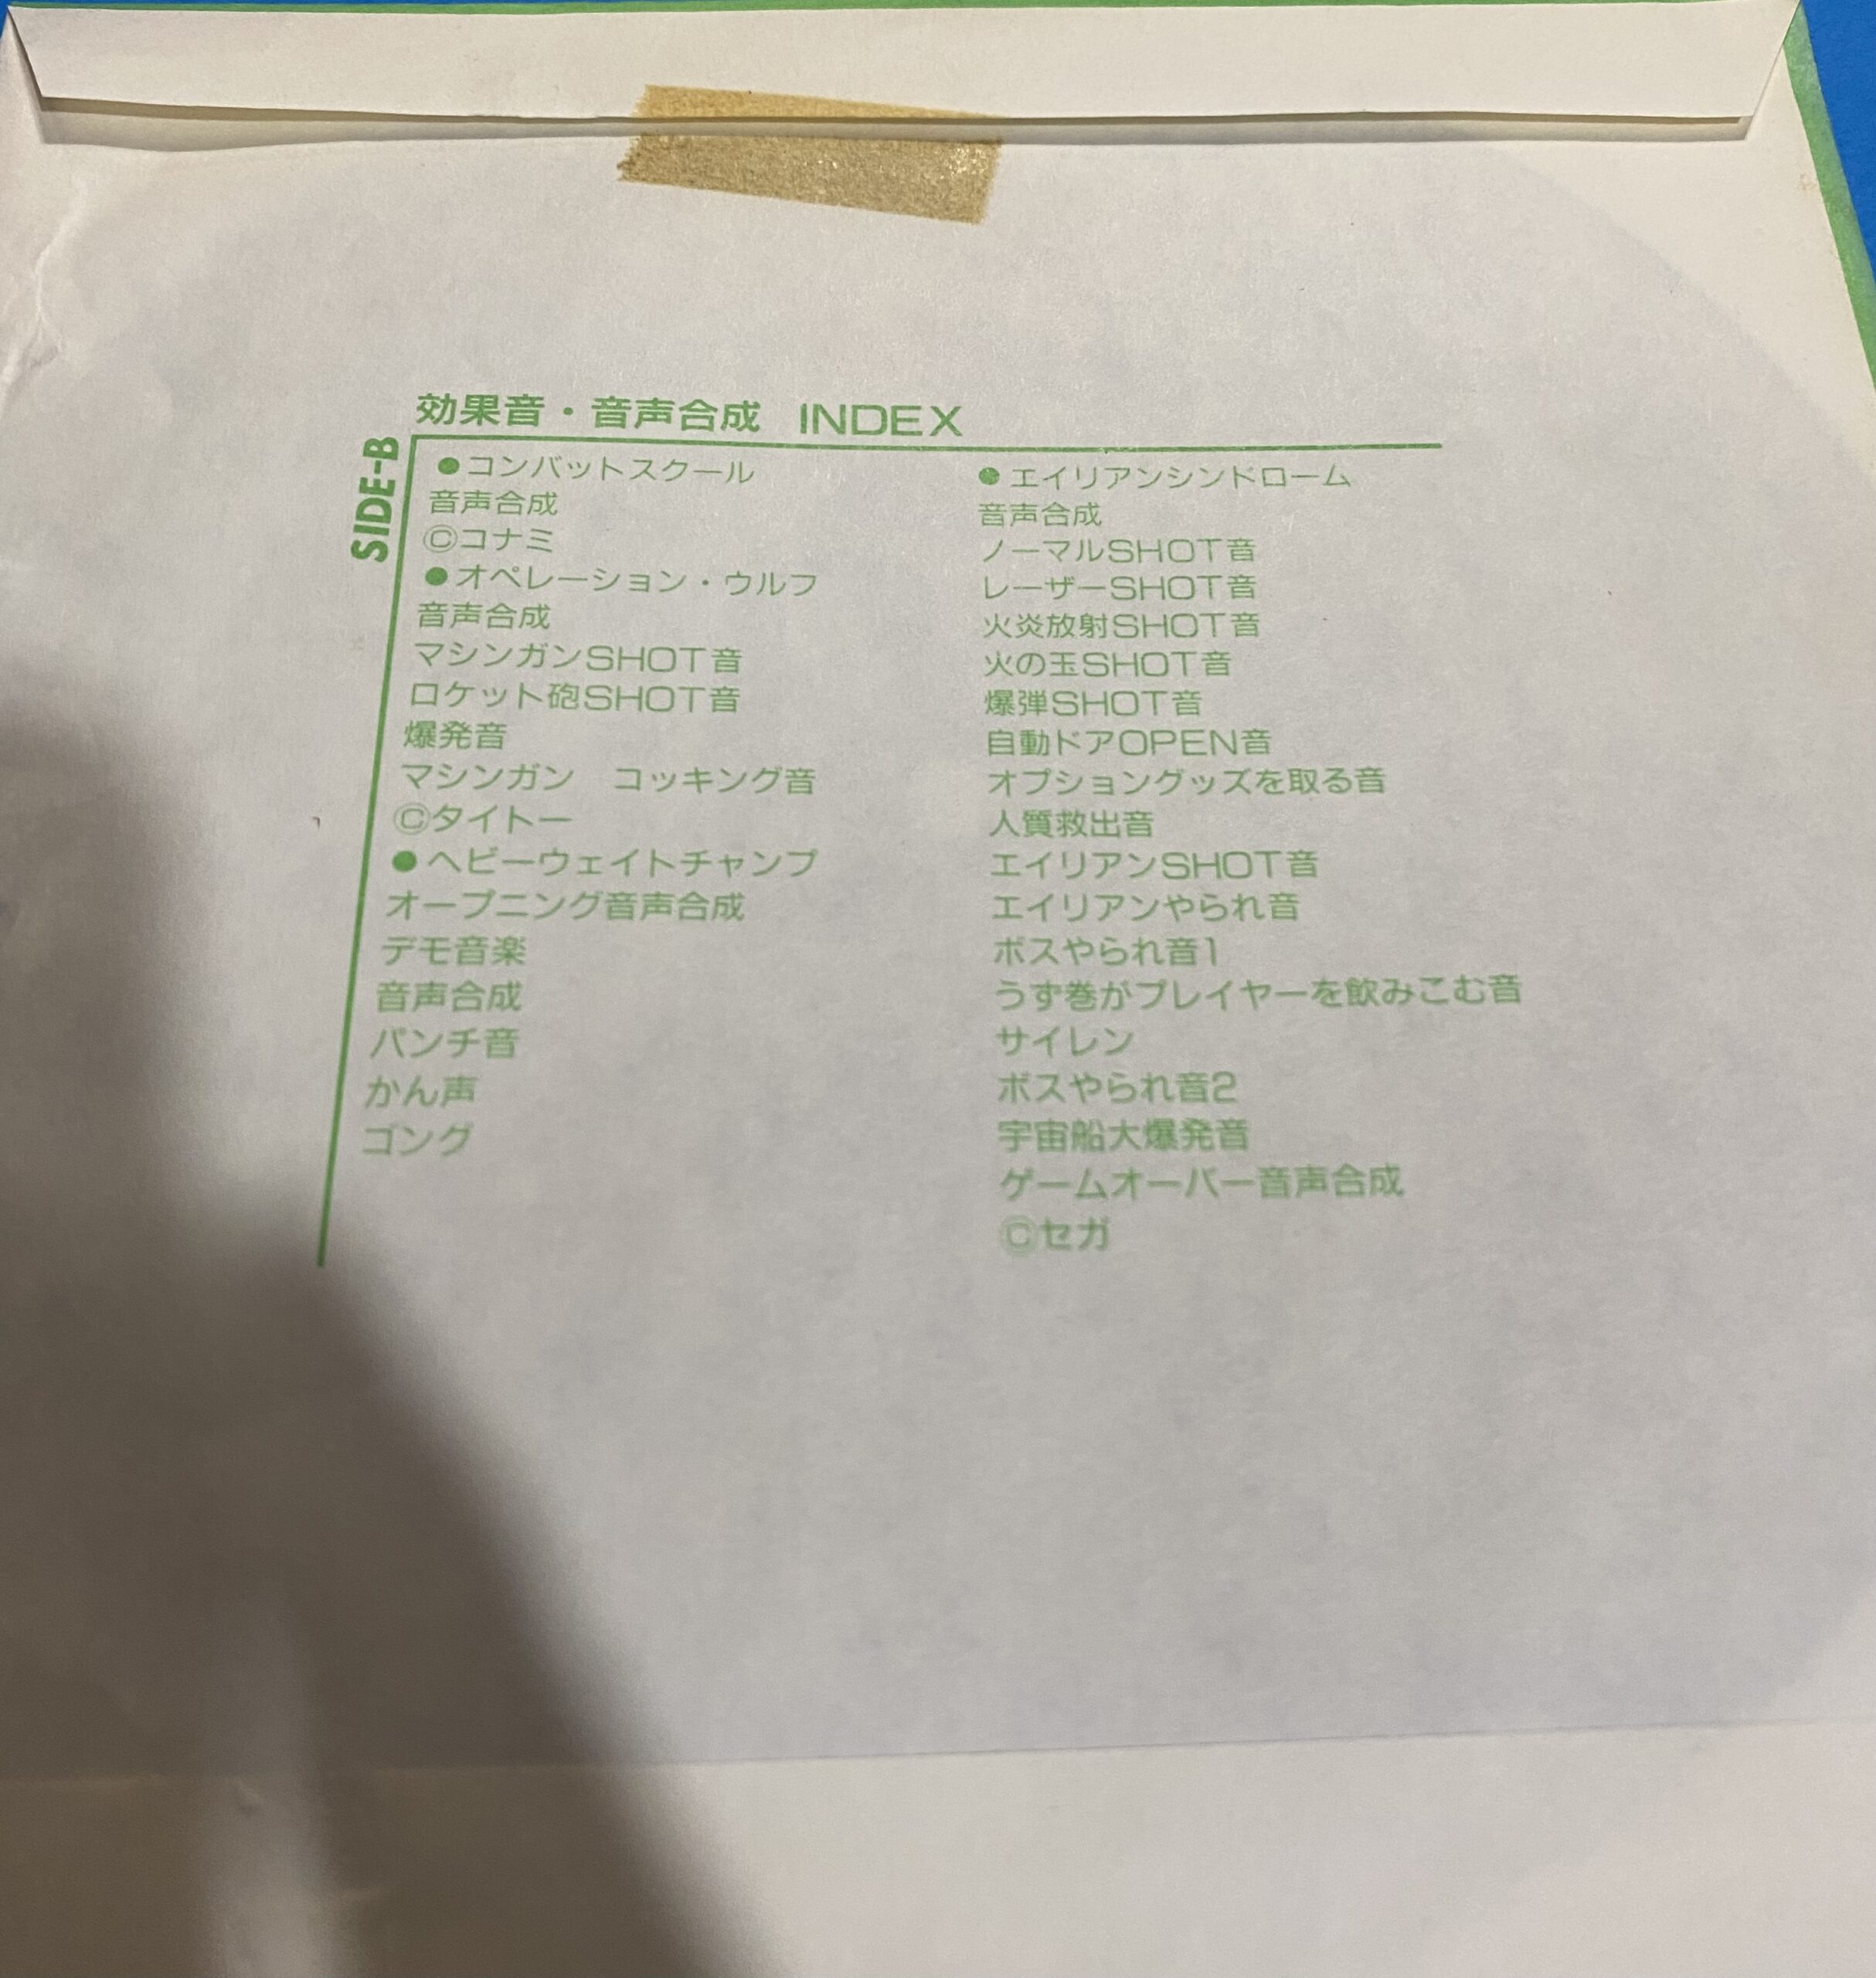 効果音・音声合成 INDEX
SIDE-B
●コンバットスクール
音声合成
©コナミ
●オペレーション・ウルフ
音声合成
マシンガンSHOT音
ロケット砲SHOT音
爆発音
マシンガン　コッキング音
©タイトー
●ヘビーウェイトチャンプ
オープニング音声合成
デモ音楽
音声合成
パンチ音
かん声
ゴング
●エイリアンシンドローム
音声合成
ノーマルSHOT音
レーザーSHOT音
火炎放射SHOT音
火の玉SHOT音
爆弾SHOT音
自動ドアOPEN音
オプショングッズを取る音
人質救出音
エイリアンSHOT音
エイリアンやられ音
ボスやられ音1
うず巻がプレイヤーを飲みこむ音
サイレン
ボスやられ音2
宇宙船大爆発音
ゲームオーバー音声合成
©セガ